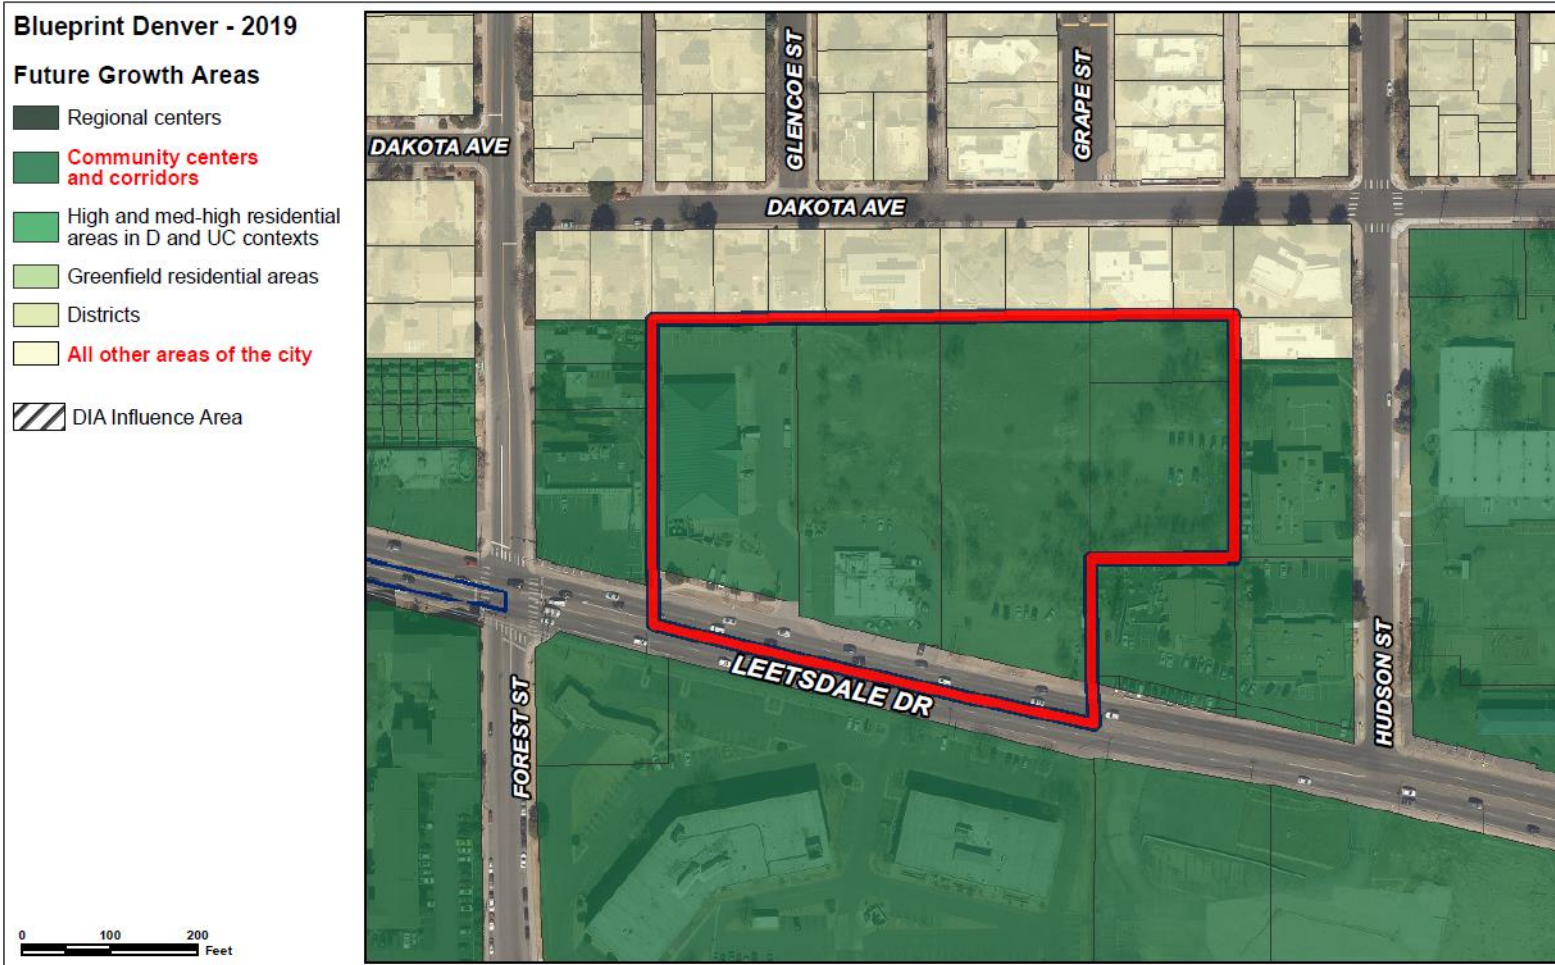 Blueprint Denver - 2019
Future Growth Areas
Regional centers
Community centers
and corridors
High and med-high residential
areas in D and UC contexts
Greenfield residential areas
Districts
All other areas of the city
DIA Influence Area
0 100 200
Feet
GLENCOE ST
GRAPE ST
DAKOTA AVE
DAKOTA AVE
LEETSDALE DR
FOREST ST
HUDSON ST